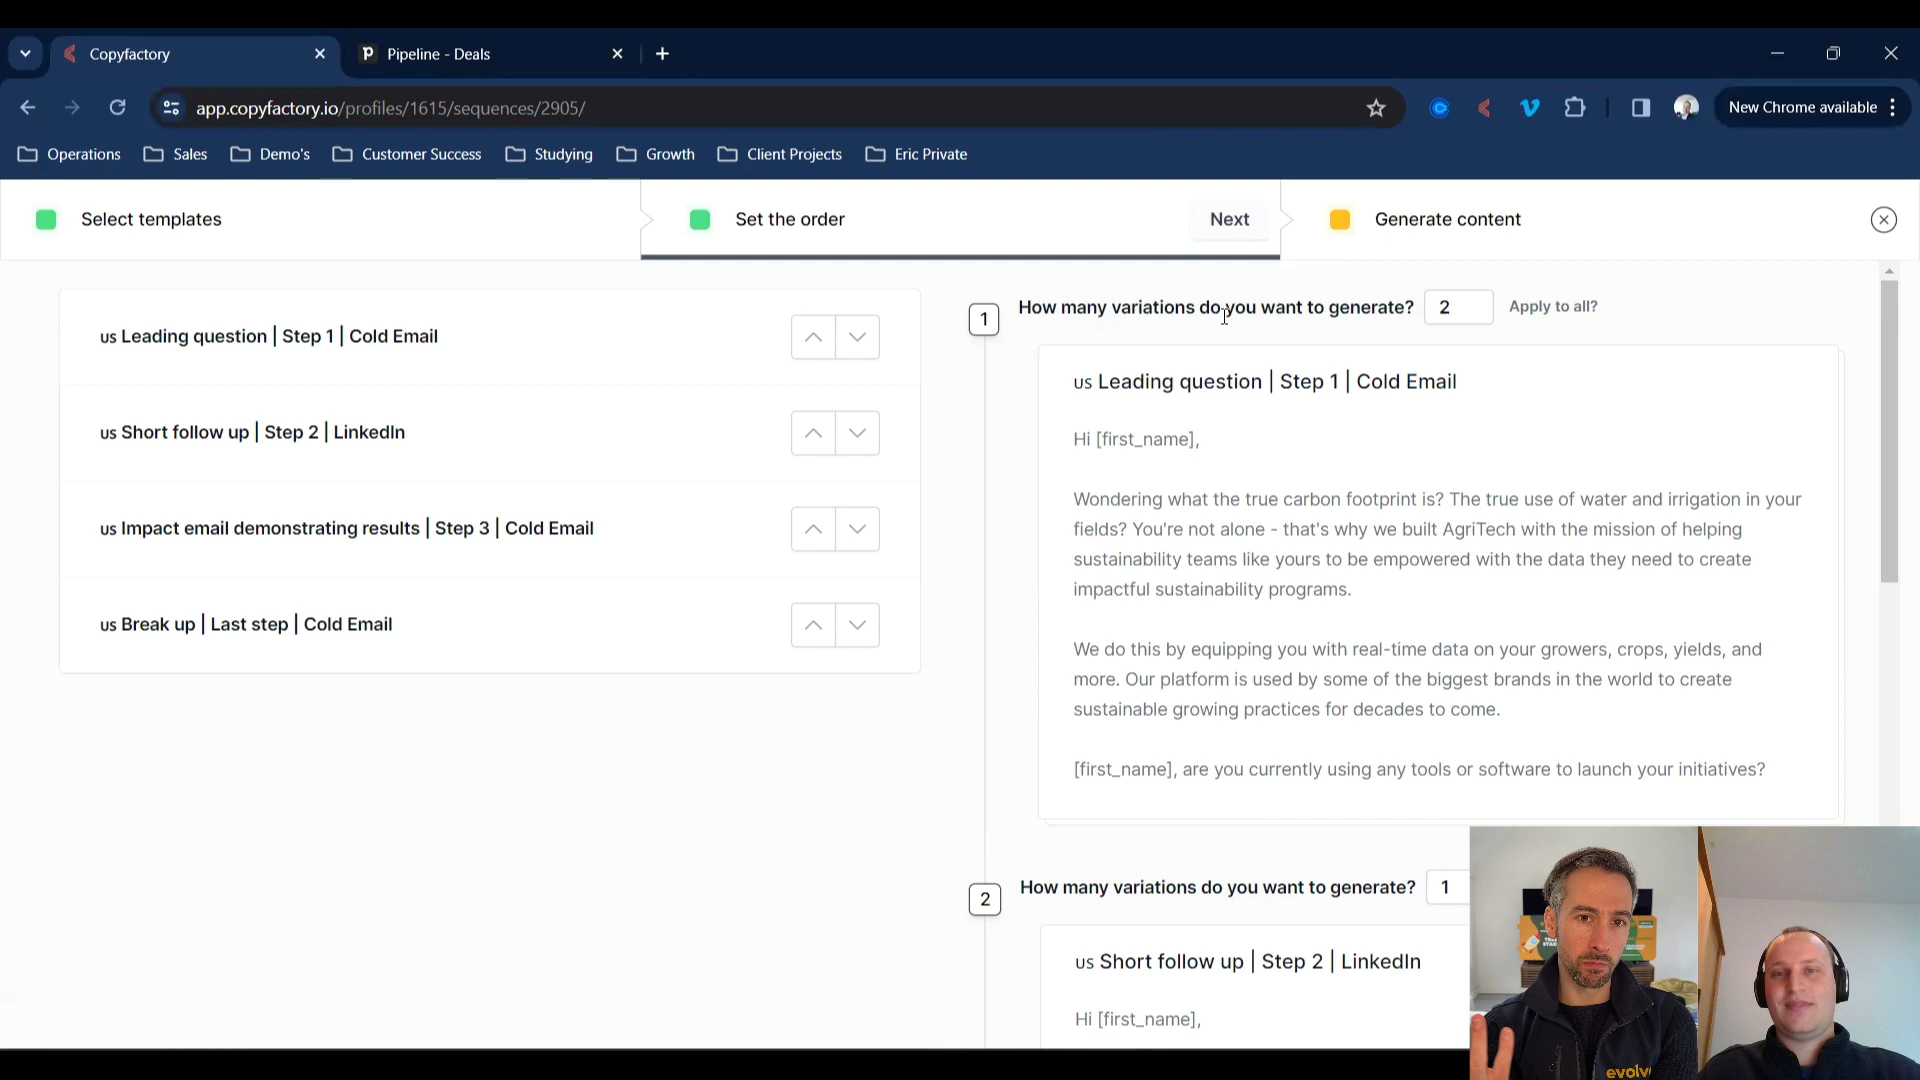 Copyfactory
Pipeline - Deals
app.copyfactory.io/profiles/1615/sequences/2905/
New Chrome available
Operations
Sales
Demo's
Customer Success
Studying
Growth
Client Projects
Eric Private
Select templates
Set the order
Next
Generate content
us Leading question | Step 1 | Cold Email
us Short follow up | Step 2 | LinkedIn
us Impact email demonstrating results | Step 3 | Cold Email
us Break up | Last step | Cold Email
1
How many variations do you want to generate?
2
Apply to all?
us Leading question | Step 1 | Cold Email
Hi [first_name],
Wondering what the true carbon footprint is? The true use of water and irrigation in your
fields? You're not alone - that's why we built AgriTech with the mission of helping
sustainability teams like yours to be empowered with the data they need to create
impactful sustainability programs.
We do this by equipping you with real-time data on your growers, crops, yields, and
more. Our platform is used by some of the biggest brands in the world to create
sustainable growing practices for decades to come.
[first_name], are you currently using any tools or software to launch your initiatives?
2
How many variations do you want to generate?
1
us Short follow up | Step 2 | LinkedIn
Hi [first_name],
evolv